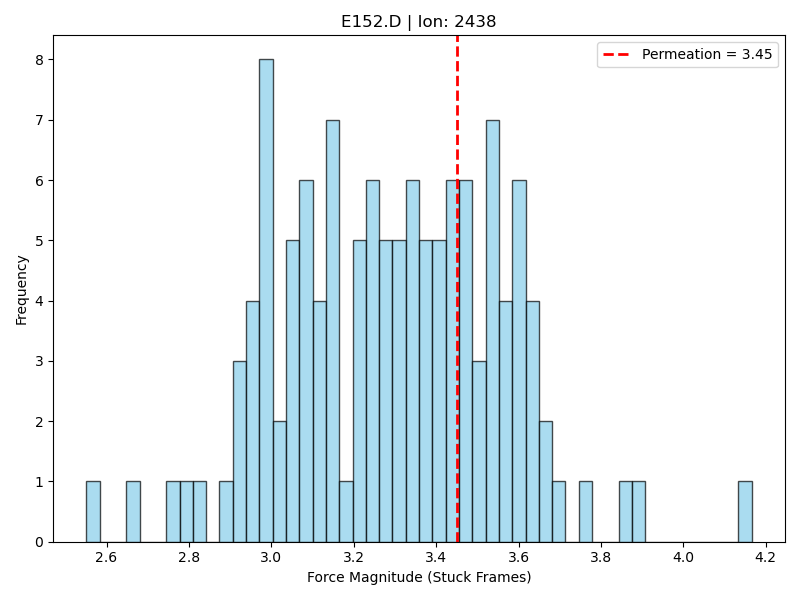 E152.D | Ion: 2438
Permeation = 3.45
8
7
6
5
4
3
2
1
0
Frequency
2.6 2.8 3.0 3.2 3.4 3.6 3.8 4.0 4.2
Force Magnitude (Stuck Frames)